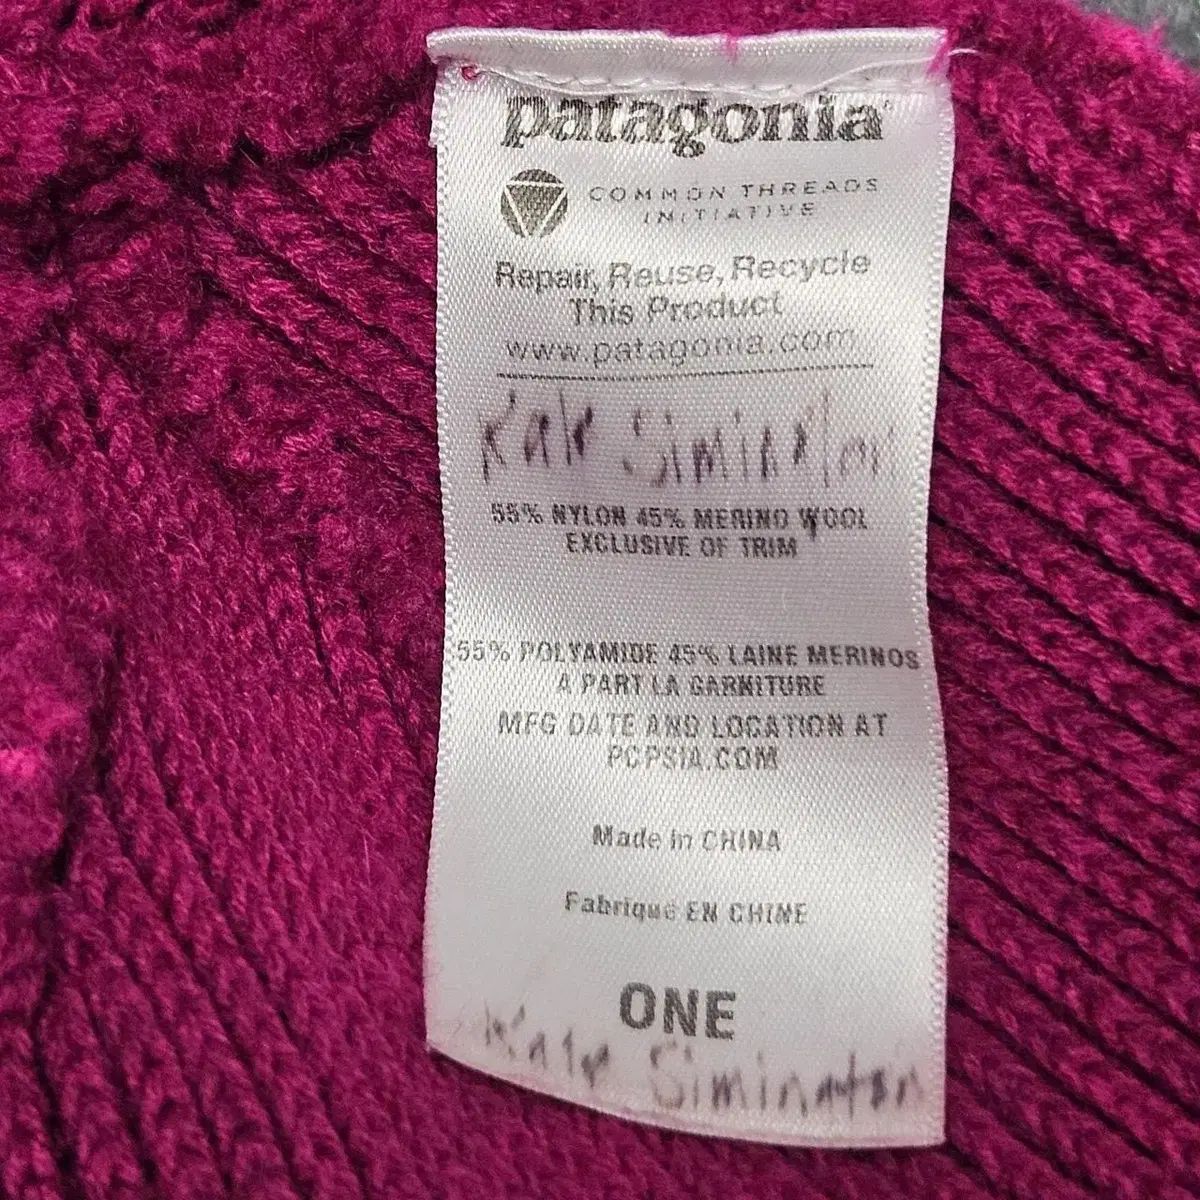 patagonia®
COMMON THREADS
INITIATIVE
Repair, Reuse, Recycle
This Product
www.patagonia.com
55% NYLON 45% MERINO WOOL
EXCLUSIVE OF TRIM
55% POLYAMIDE 45% LAINE MERINOS
A PART LA GARNITURE
MFG DATE AND LOCATION AT
PCPSIA.COM
Made in CHINA
Fabriqué EN CHINE
ONE